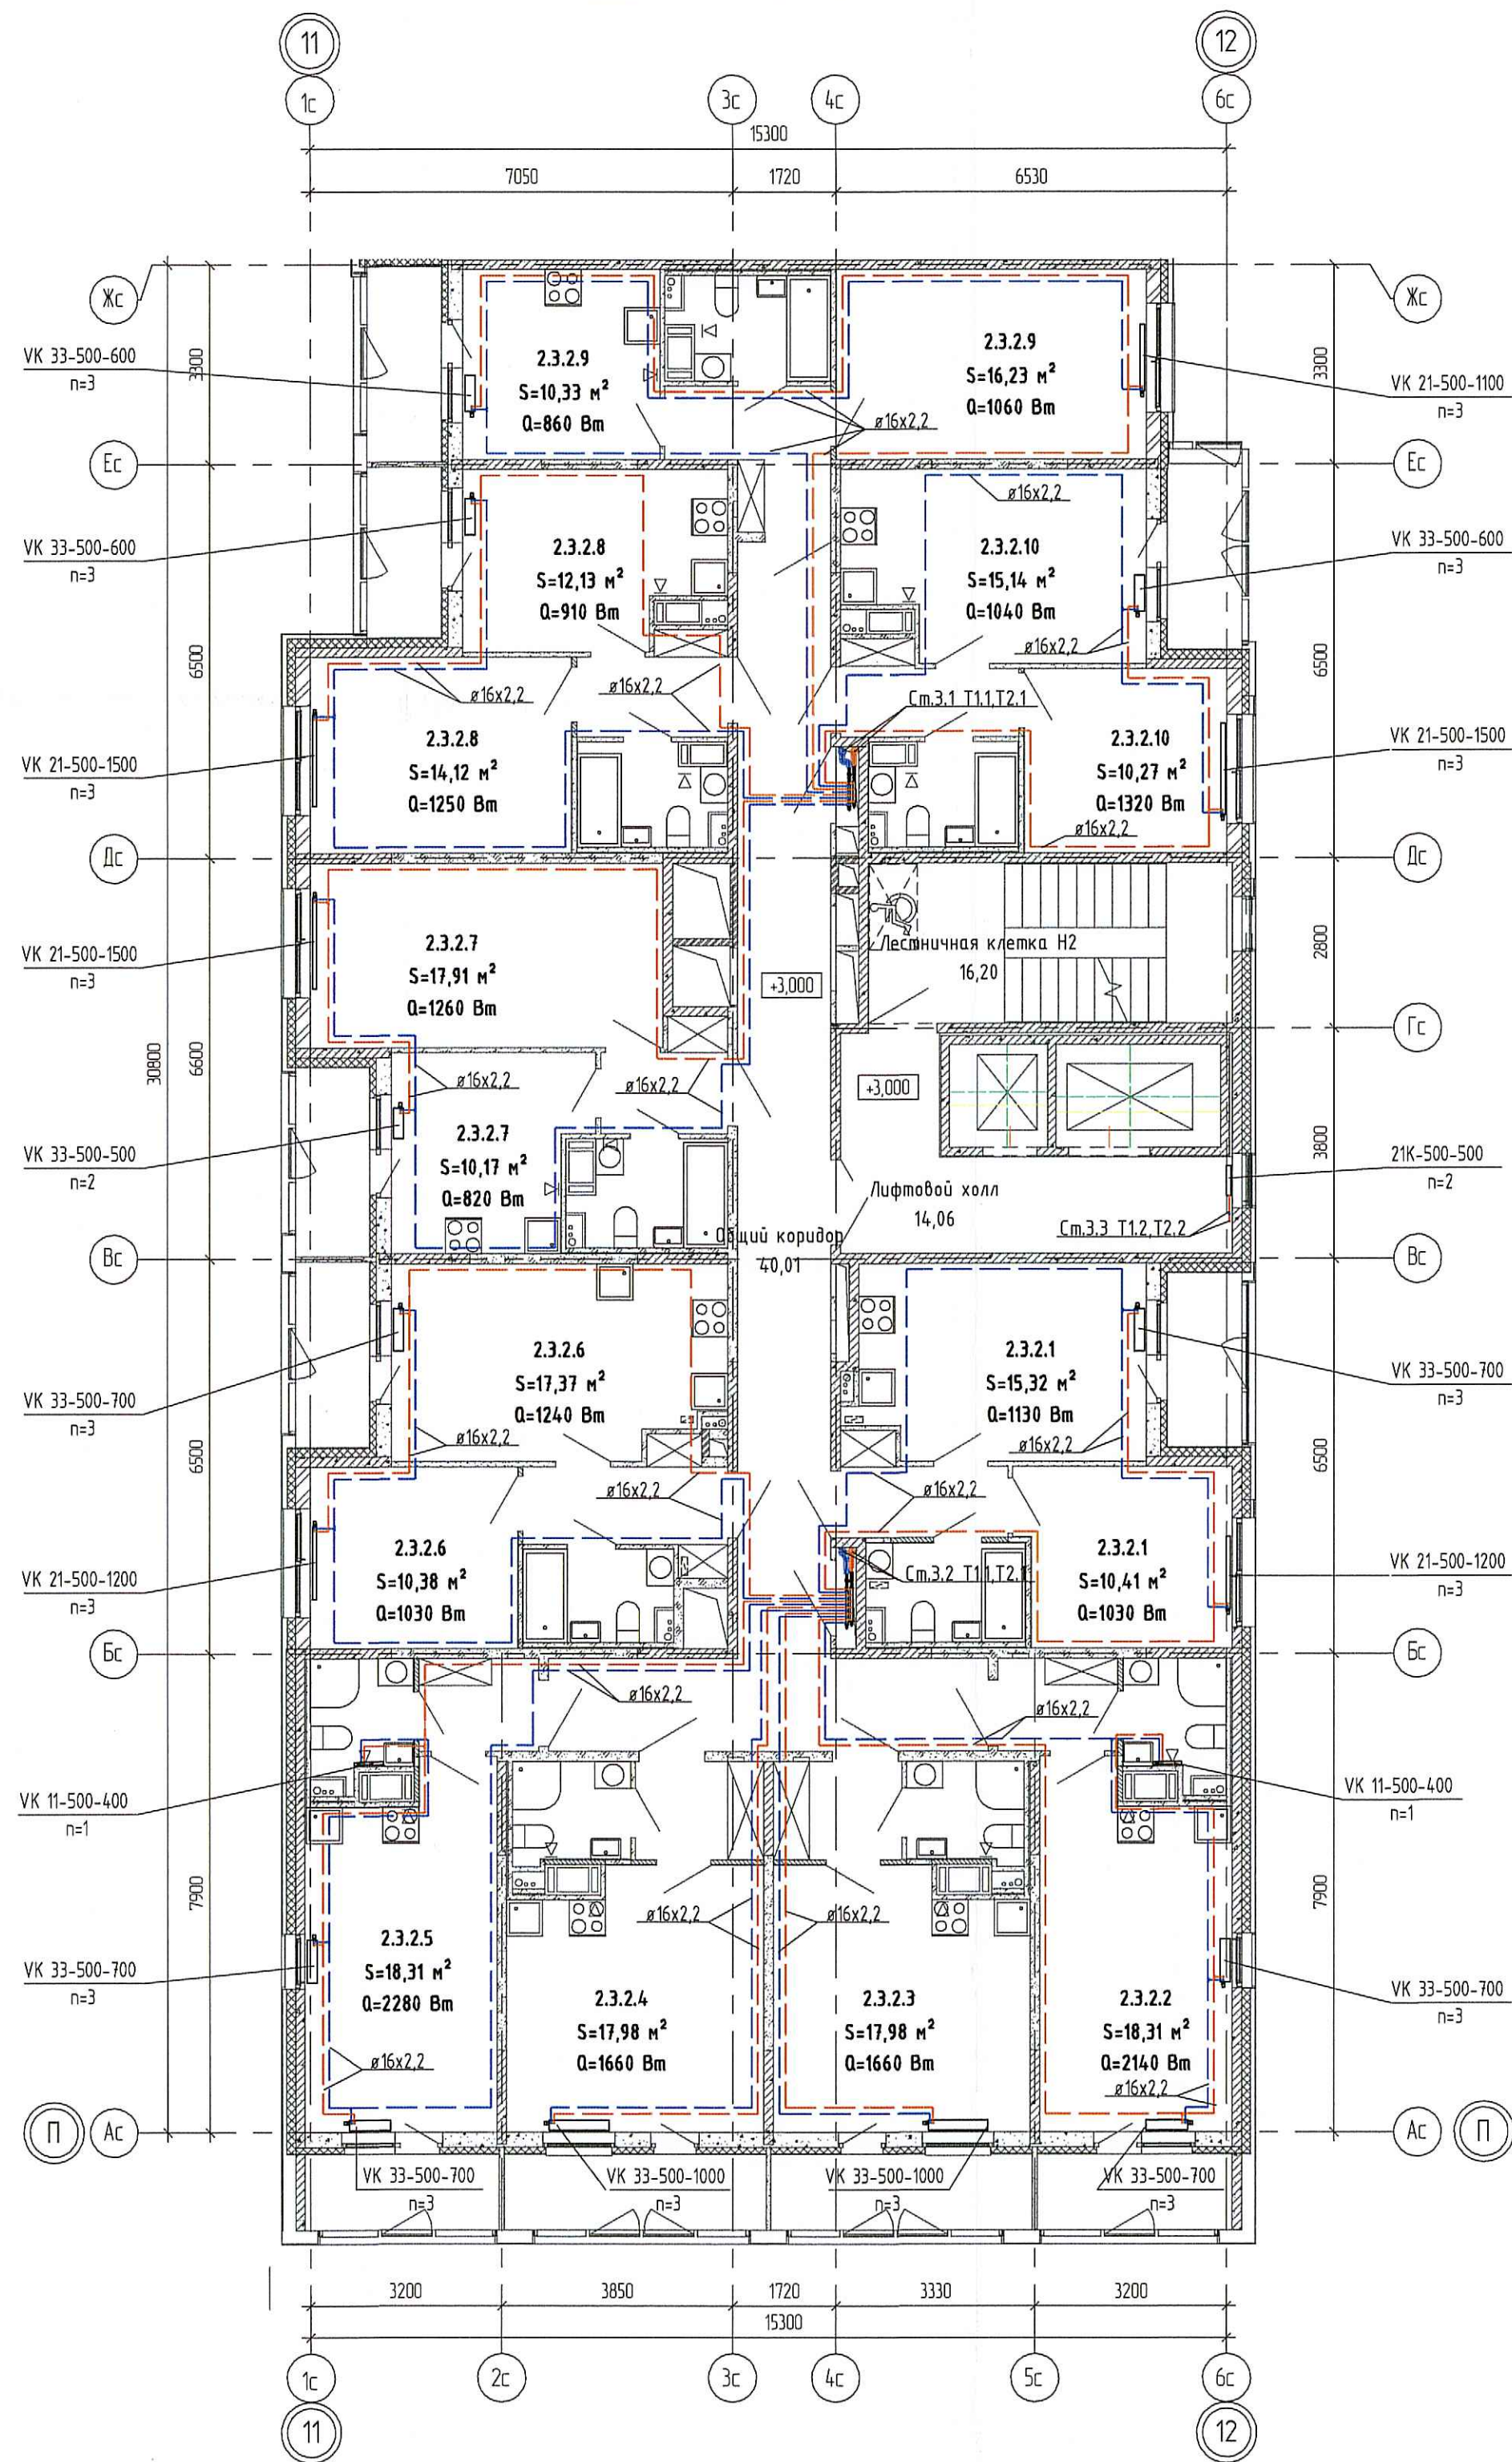 11
12
1с
3с
4с
6с
15300
7050
1720
6530
Жс
Жс
VK 33-500-600
n=3
3300
2.3.2.9
S=10,33 м²
Q=860 Вт
2.3.2.9
S=16,23 м²
Q=1060 Вт
3300
VK 21-500-1100
n=3
ø16x2,2
Ес
Ес
ø16x2,2
VK 33-500-600
n=3
2.3.2.8
S=12,13 м²
Q=910 Вт
2.3.2.10
S=15,14 м²
Q=1040 Вт
VK 33-500-600
n=3
6500
ø16x2,2
6500
ø16x2,2
ø16x2,2
Ст.3.1 Т1.1,Т2.1
VK 21-500-1500
n=3
2.3.2.8
S=14,12 м²
Q=1250 Вт
2.3.2.10
S=10,27 м²
Q=1320 Вт
VK 21-500-1500
n=3
ø16x2,2
Дс
Дс
VK 21-500-1500
n=3
2.3.2.7
S=17,91 м²
Q=1260 Вт
Лестничная клетка Н2
16,20
2800
+3,000
Гс
30800
6600
ø16x2,2
ø16x2,2
+3,000
VK 33-500-500
n=2
2.3.2.7
S=10,17 м²
Q=820 Вт
3800
21К-500-500
n=2
Лифтовой холл
14,06
Ст.3.3 Т1.2,Т2.2
Общий коридор
40,01
Вс
Вс
VK 33-500-700
n=3
2.3.2.6
S=17,37 м²
Q=1240 Вт
2.3.2.1
S=15,32 м²
Q=1130 Вт
VK 33-500-700
n=3
6500
ø16x2,2
ø16x2,2
6500
ø16x2,2
ø16x2,2
VK 21-500-1200
n=3
2.3.2.6
S=10,38 м²
Q=1030 Вт
Ст.3.2 Т1.1,Т2.1
2.3.2.1
S=10,41 м²
Q=1030 Вт
VK 21-500-1200
n=3
Бс
Бс
ø16x2,2
ø16x2,2
VK 11-500-400
n=1
VK 11-500-400
n=1
7900
ø16x2,2
ø16x2,2
7900
VK 33-500-700
n=3
2.3.2.5
S=18,31 м²
Q=2280 Вт
2.3.2.4
S=17,98 м²
Q=1660 Вт
2.3.2.3
S=17,98 м²
Q=1660 Вт
2.3.2.2
S=18,31 м²
Q=2140 Вт
VK 33-500-700
n=3
ø16x2,2
ø16x2,2
П
Ас
Ас
П
VK 33-500-700
n=3
VK 33-500-1000
n=3
VK 33-500-1000
n=3
VK 33-500-700
n=3
3200
3850
1720
3330
3200
15300
1с
2с
3с
4с
5с
6с
11
12